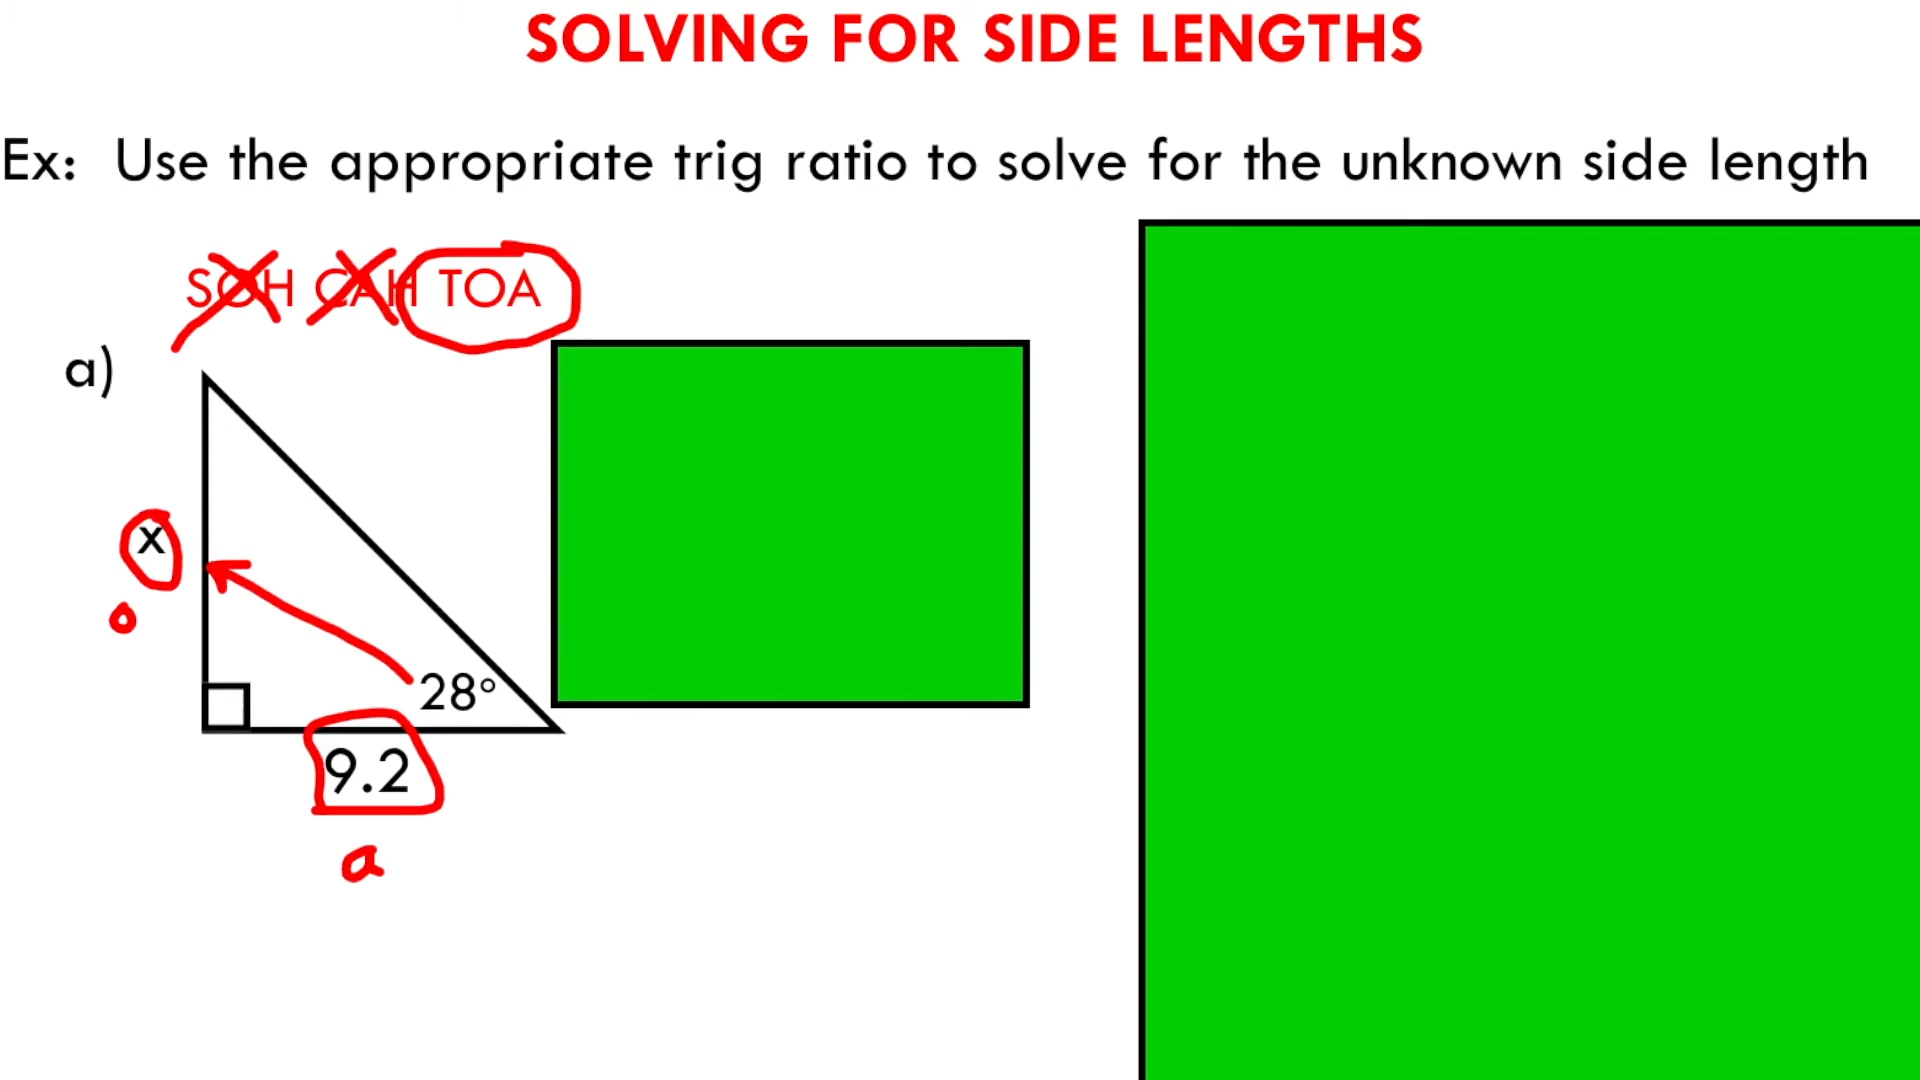 SOLVING FOR SIDE LENGTHS
Ex: Use the appropriate trig ratio to solve for the unknown side length
SOH CAH TOA
a)
x
o
28°
9.2
a